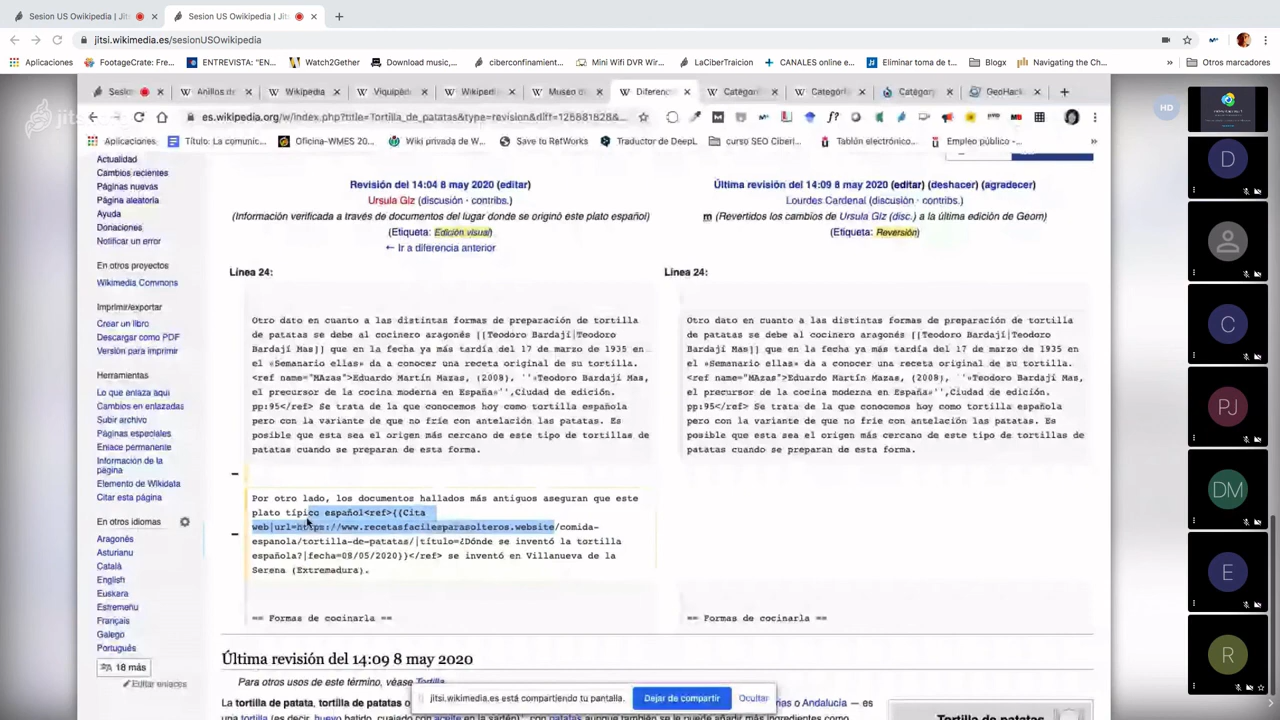 Sesion US Owikipedia | Jits
Sesion US Owikipedia | Jits
jitsi.wikimedia.es/sesionUSOwikipedia
Aplicaciones
FootageCrate: Fre...
ENTREVISTA: "EN...
Watch2Gether
Download music,...
ciberconfinamient...
Mini Wifi DVR Wir...
LaCiberTraicion
CANALES online e...
Eliminar toma de t...
Blogx
Navigating the Ch...
»
Otros marcadores
jits
Sesio
Anillos de
Wikipedia
Viquipèd
Wikipedi
Museo d
Diferenc
Categorí
Categorí
Category
GeoHack
es.wikipedia.org/w/index.php?title=Tortilla_de_patatas&type=revision&diff=125881828&...
Aplicaciones
Título: La comunic...
Oficina-WMES 20...
Wiki privada de W...
Save to RefWorks
Traductor de DeepL
curso SEO Ciberl...
Tablún electrónico...
Empleo público -...
»
HD
Actualidad
Cambios recientes
Páginas nuevas
Página aleatoria
Ayuda
Donaciones
Notificar un error
En otros proyectos
Wikimedia Commons
Imprimir/exportar
Crear un libro
Descargar como PDF
Versión para imprimir
Herramientas
Lo que enlaza aquí
Cambios en enlazadas
Subir archivo
Páginas especiales
Enlace permanente
Información de la
página
Elemento de Wikidata
Citar esta página
En otros idiomas
Aragonés
Asturianu
Català
English
Euskara
Estremeñu
Français
Galego
Português
18 más
Editar enlaces
Revisión del 14:04 8 may 2020 (editar)
Ursula Glz (discusión · contribs.)
(Información verificada a través de documentos del lugar donde se originó este plato español)
(Etiqueta: Edición visual)
← Ir a diferencia anterior
Última revisión del 14:09 8 may 2020 (editar) (deshacer) (agradecer)
Lourdes Cardenal (discusión · contribs.)
m (Revertidos los cambios de Ursula Glz (disc.) a la última edición de Geom)
(Etiqueta: Reversión)
Línea 24:
Otro dato en cuanto a las distintas formas de preparación de tortilla
de patatas se debe al cocinero aragonés [[Teodoro Bardají|Teodoro
Bardají Mas]] que en la fecha ya más tardía del 17 de marzo de 1935 en
el «Semanario ellas» da a conocer una receta original de su tortilla.
<ref name="MAzas">Eduardo Martín Mazas, (2008), ''«Teodoro Bardají Mas,
el precursor de la cocina moderna en España»'',Ciudad de edición.
pp:95</ref> Se trata de la que conocemos hoy como tortilla española
pero con la variante de que no fríe con antelación las patatas. Es
posible que esta sea el origen más cercano de este tipo de tortillas de
patatas cuando se preparan de esta forma.
Por otro lado, los documentos hallados más antiguos aseguran que este
plato típico español<ref>{{Cita
web|url=https://www.recetasfacilesparasolteros.website/comida-
espanola/tortilla-de-patatas/|título=¿Dónde se inventó la tortilla
española?|fecha=08/05/2020}}</ref> se inventó en Villanueva de la
Serena (Extremadura).
== Formas de cocinarla ==
Línea 24:
Otro dato en cuanto a las distintas formas de preparación de tortilla
de patatas se debe al cocinero aragonés [[Teodoro Bardají|Teodoro
Bardají Mas]] que en la fecha ya más tardía del 17 de marzo de 1935 en
el «Semanario ellas» da a conocer una receta original de su tortilla.
<ref name="MAzas">Eduardo Martín Mazas, (2008), ''«Teodoro Bardají Mas,
el precursor de la cocina moderna en España»'',Ciudad de edición.
pp:95</ref> Se trata de la que conocemos hoy como tortilla española
pero con la variante de que no fríe con antelación las patatas. Es
posible que esta sea el origen más cercano de este tipo de tortillas de
patatas cuando se preparan de esta forma.
== Formas de cocinarla ==
Última revisión del 14:09 8 may 2020
Para otros usos de este término, véase Tortilla.
La tortilla de patata, tortilla de patatas o
as o Andalucía — es
jitsi.wikimedia.es está compartiendo tu pantalla.
Dejar de compartir
Ocultar
Tortilla de patatas
D
C
PJ
DM
E
R